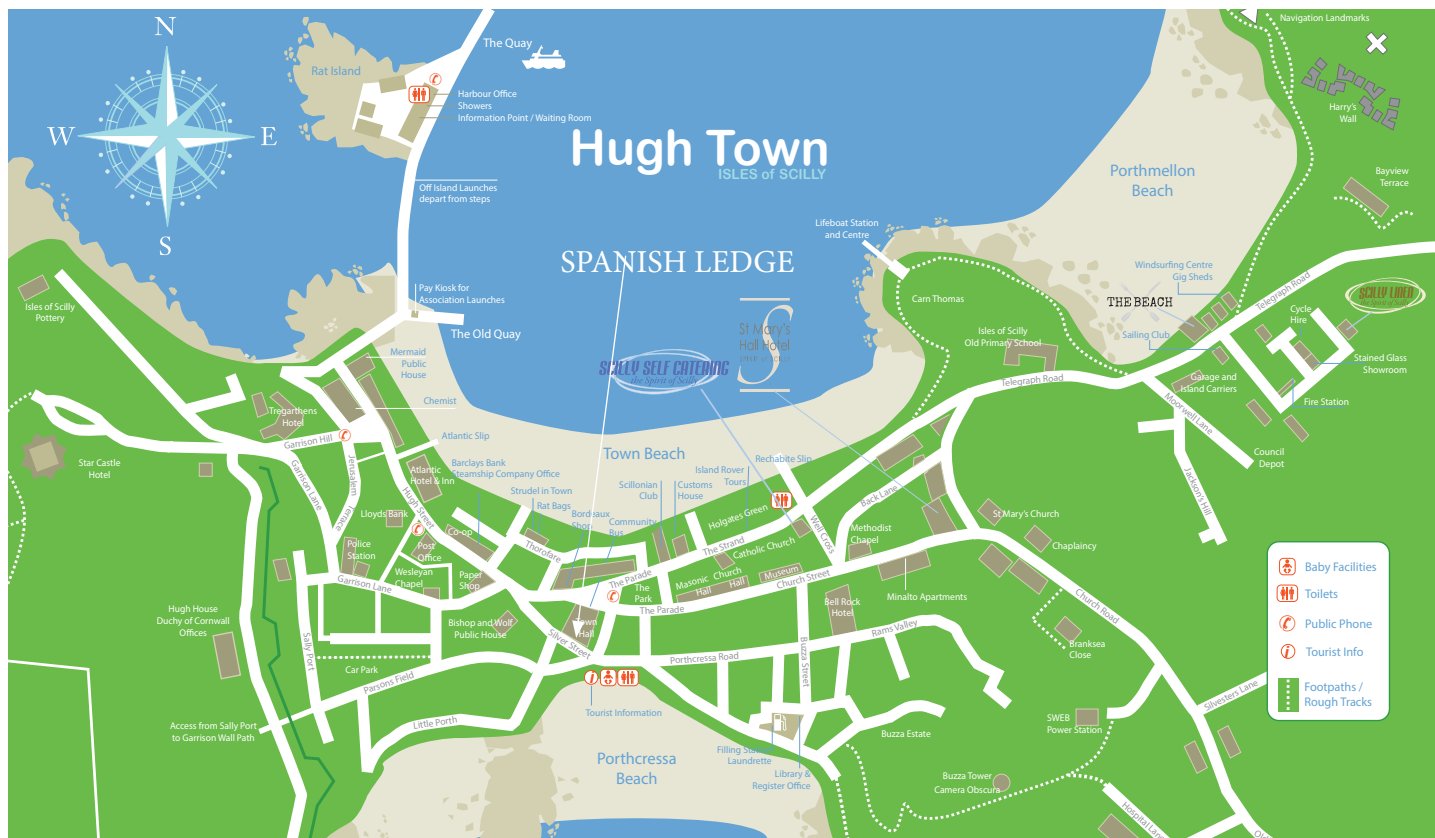 N
W
E
S
Rat Island
The Quay
Harbour Office
Showers
Information Point / Waiting Room
Off Island Launches
depart from steps
Pay Kiosk for
Association Launches
The Old Quay
Hugh Town
ISLES of SCILLY
SPANISH LEDGE
SCILLY SELF CATERING
the Spirit of Scilly
St Mary's
Hall Hotel
Lifeboat Station
and Centre
Carn Thomas
Porthmellon
Beach
Navigation Landmarks
Harry's
Wall
Bayview
Terrace
Windsurfing Centre
Gig Sheds
THE BEACH
Sailing Club
Telegraph Road
SCILLY LINEN
the Spirit of Scilly
Cycle
Hire
Stained Glass
Showroom
Fire Station
Garage and
Island Carriers
Isles of Scilly
Old Primary School
Telegraph Road
Moorwell Lane
Council
Depot
Jackson's Hill
Isles of Scilly
Pottery
Mermaid
Public
House
Chemist
Tregarthens
Hotel
Garrison Hill
Star Castle
Hotel
Atlantic Slip
Barclays Bank
Steamship Company Office
Atlantic
Hotel & Inn
Garrison Lane
Jerusalem
Terrace
Hugh Street
Lloyds Bank
Strudel in Town
Rat Bags
Bordeaux
Shop
Community
Bus
Town Beach
Scillonian
Club
Customs
House
Island Rover
Tours
Rechabite Slip
Holgates Green
The Strand
Well Cross
Back Lane
Methodist
Chapel
St Mary's Church
Chaplaincy
Co-op
Post
Office
Police
Station
Wesleyan
Chapel
Paper
Shop
Thorofare
The Parade
The
Park
Masonic
Hall
Church
Hall
Catholic Church
Museum
Church Street
The Parade
Garrison Lane
Bishop and Wolf
Public House
Town
Hall
Silver Street
Bell Rock
Hotel
Minalto Apartments
Church Road
Rams Valley
Branksea
Close
Hugh House
Duchy of Cornwall
Offices
Sally Port
Car Park
Parsons Field
Porthcressa Road
Buzza Street
Access from Sally Port
to Garrison Wall Path
Little Porth
Tourist Information
Porthcressa
Beach
Filling Station
Laundrette
Library &
Register Office
Buzza Estate
SWEB
Power Station
Silvesters Lane
Buzza Tower
Camera Obscura
Baby Facilities
Toilets
Public Phone
Tourist Info
Footpaths /
Rough Tracks